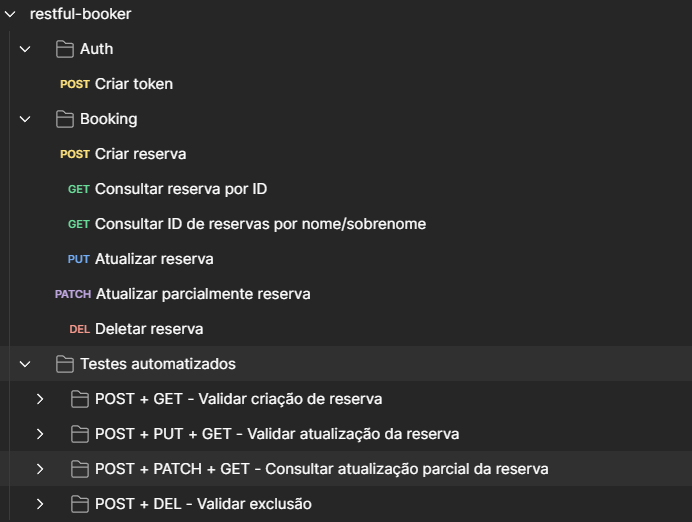 restful-booker
Auth
POST Criar token
Booking
POST Criar reserva
GET Consultar reserva por ID
GET Consultar ID de reservas por nome/sobrenome
PUT Atualizar reserva
PATCH Atualizar parcialmente reserva
DEL Deletar reserva
Testes automatizados
POST + GET - Validar criação de reserva
POST + PUT + GET - Validar atualização da reserva
POST + PATCH + GET - Consultar atualização parcial da reserva
POST + DEL - Validar exclusão